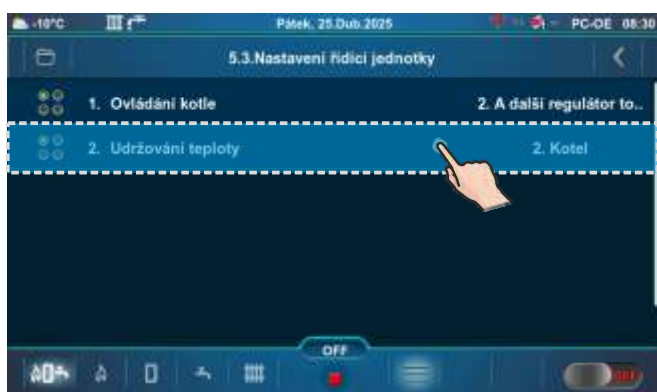 -10°C Pátek, 25.Dub.2025 PC-OE 08:30
5.3.Nastavení řídicí jednotky
1. Ovládání kotle 2. A další regulátor to..
2. Udržování teploty 2. Kotel
OFF
OFF